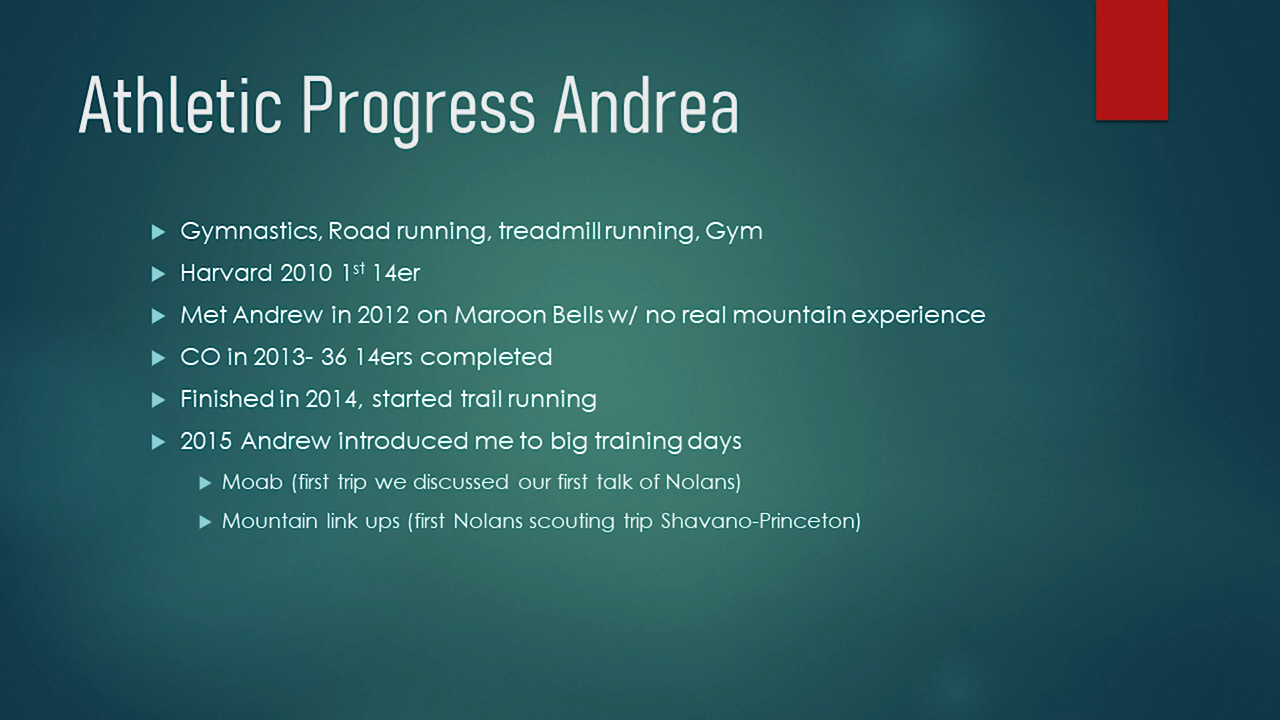 Athletic Progress Andrea
Gymnastics, Road running, treadmill running, Gym
Harvard 2010 1st 14er
Met Andrew in 2012 on Maroon Bells w/ no real mountain experience
CO in 2013- 36 14ers completed
Finished in 2014, started trail running
2015 Andrew introduced me to big training days
Moab (first trip we discussed our first talk of Nolans)
Mountain link ups (first Nolans scouting trip Shavano-Princeton)